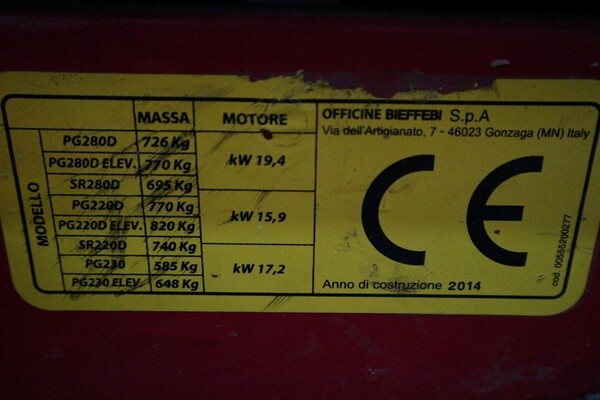 MASSA MOTORE
MODELLO
PG280D 726 Kg
PG280D ELEV. 770 Kg
SR280D 695 Kg
kW 19,4
PG220D 770 Kg
PG220D ELEV. 820 Kg
SR220D 740 Kg
kW 15,9
PG230 585 Kg
PG230 ELEV. 648 Kg
kW 17,2
OFFICINE BIEFFEBI S.p.A
Via dell'Artigianato, 7 - 46023 Gonzaga (MN) Italy
CE
Anno di costruzione 2014
cod. 00556200277